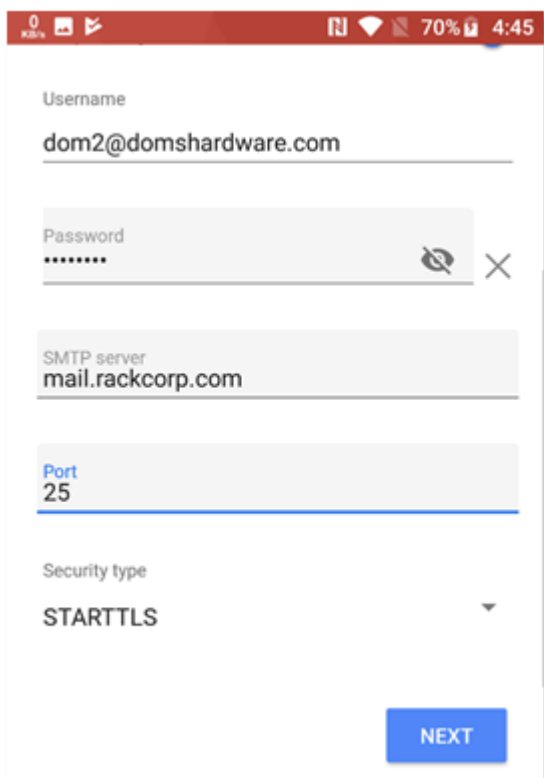 0
KB/s
70% 4:45
Username
dom2@domshardware.com
Password
••••••••
SMTP server
mail.rackcorp.com
Port
25
Security type
STARTTLS
NEXT